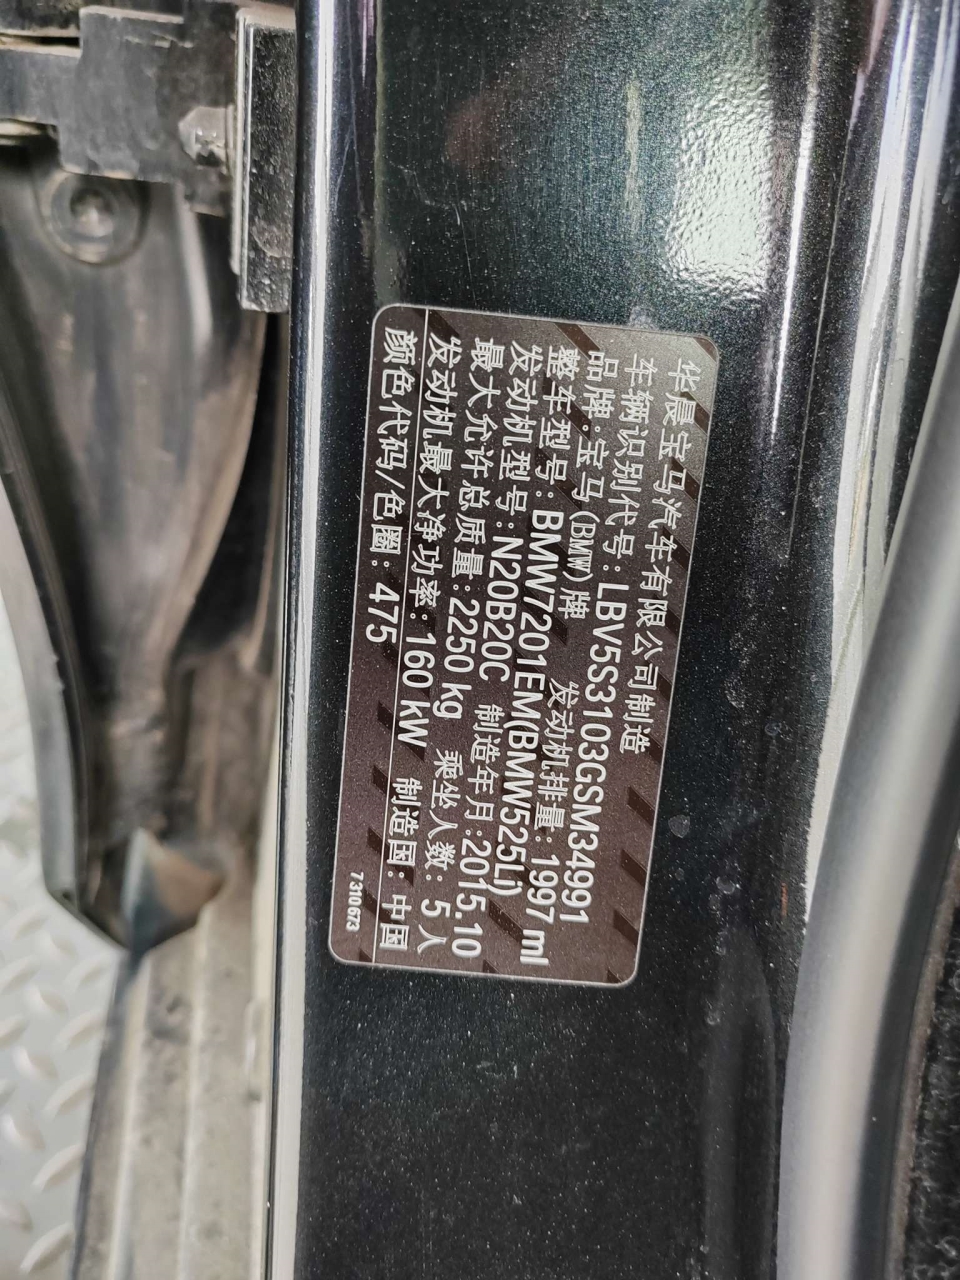 华晨宝马汽车有限公司制造
车辆识别代号: LBV5S3103GSM34991
品牌: 宝马(BMW)牌 发动机排量: 1997 ml
整车型号: BMW7201EM(BMW525Li)
发动机型号: N20B20C 制造年月: 2015.10
最大允许总质量: 2250 kg 乘坐人数: 5 人
发动机最大净功率: 160 kW 制造国: 中国
颜色代码/色圈: 475
7 310 673